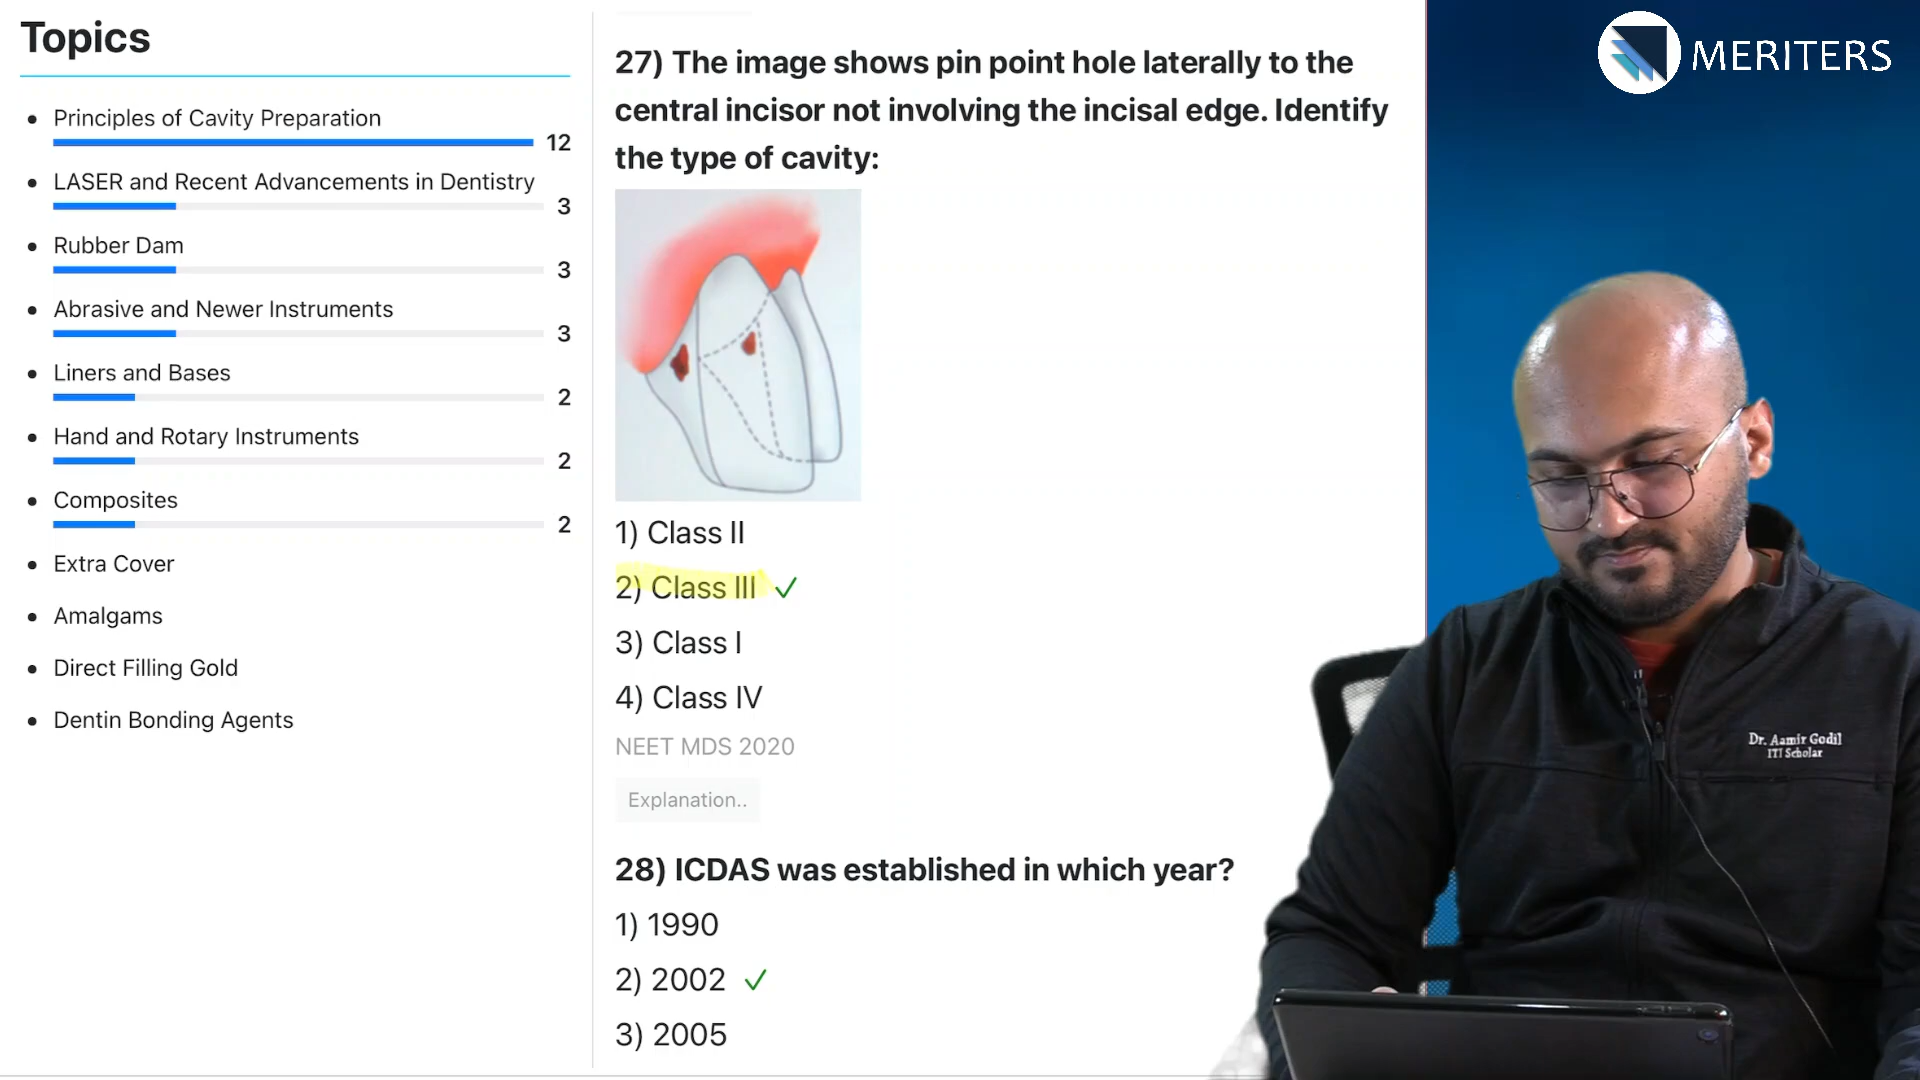 Topics
Principles of Cavity Preparation
12
LASER and Recent Advancements in Dentistry
3
Rubber Dam
3
Abrasive and Newer Instruments
3
Liners and Bases
2
Hand and Rotary Instruments
2
Composites
2
Extra Cover
Amalgams
Direct Filling Gold
Dentin Bonding Agents
27) The image shows pin point hole laterally to the
central incisor not involving the incisal edge. Identify
the type of cavity:
1) Class II
2) Class III
3) Class I
4) Class IV
NEET MDS 2020
Explanation..
28) ICDAS was established in which year?
1) 1990
2) 2002
3) 2005
MERITERS
Dr. Aamir Godil
ITI Scholar